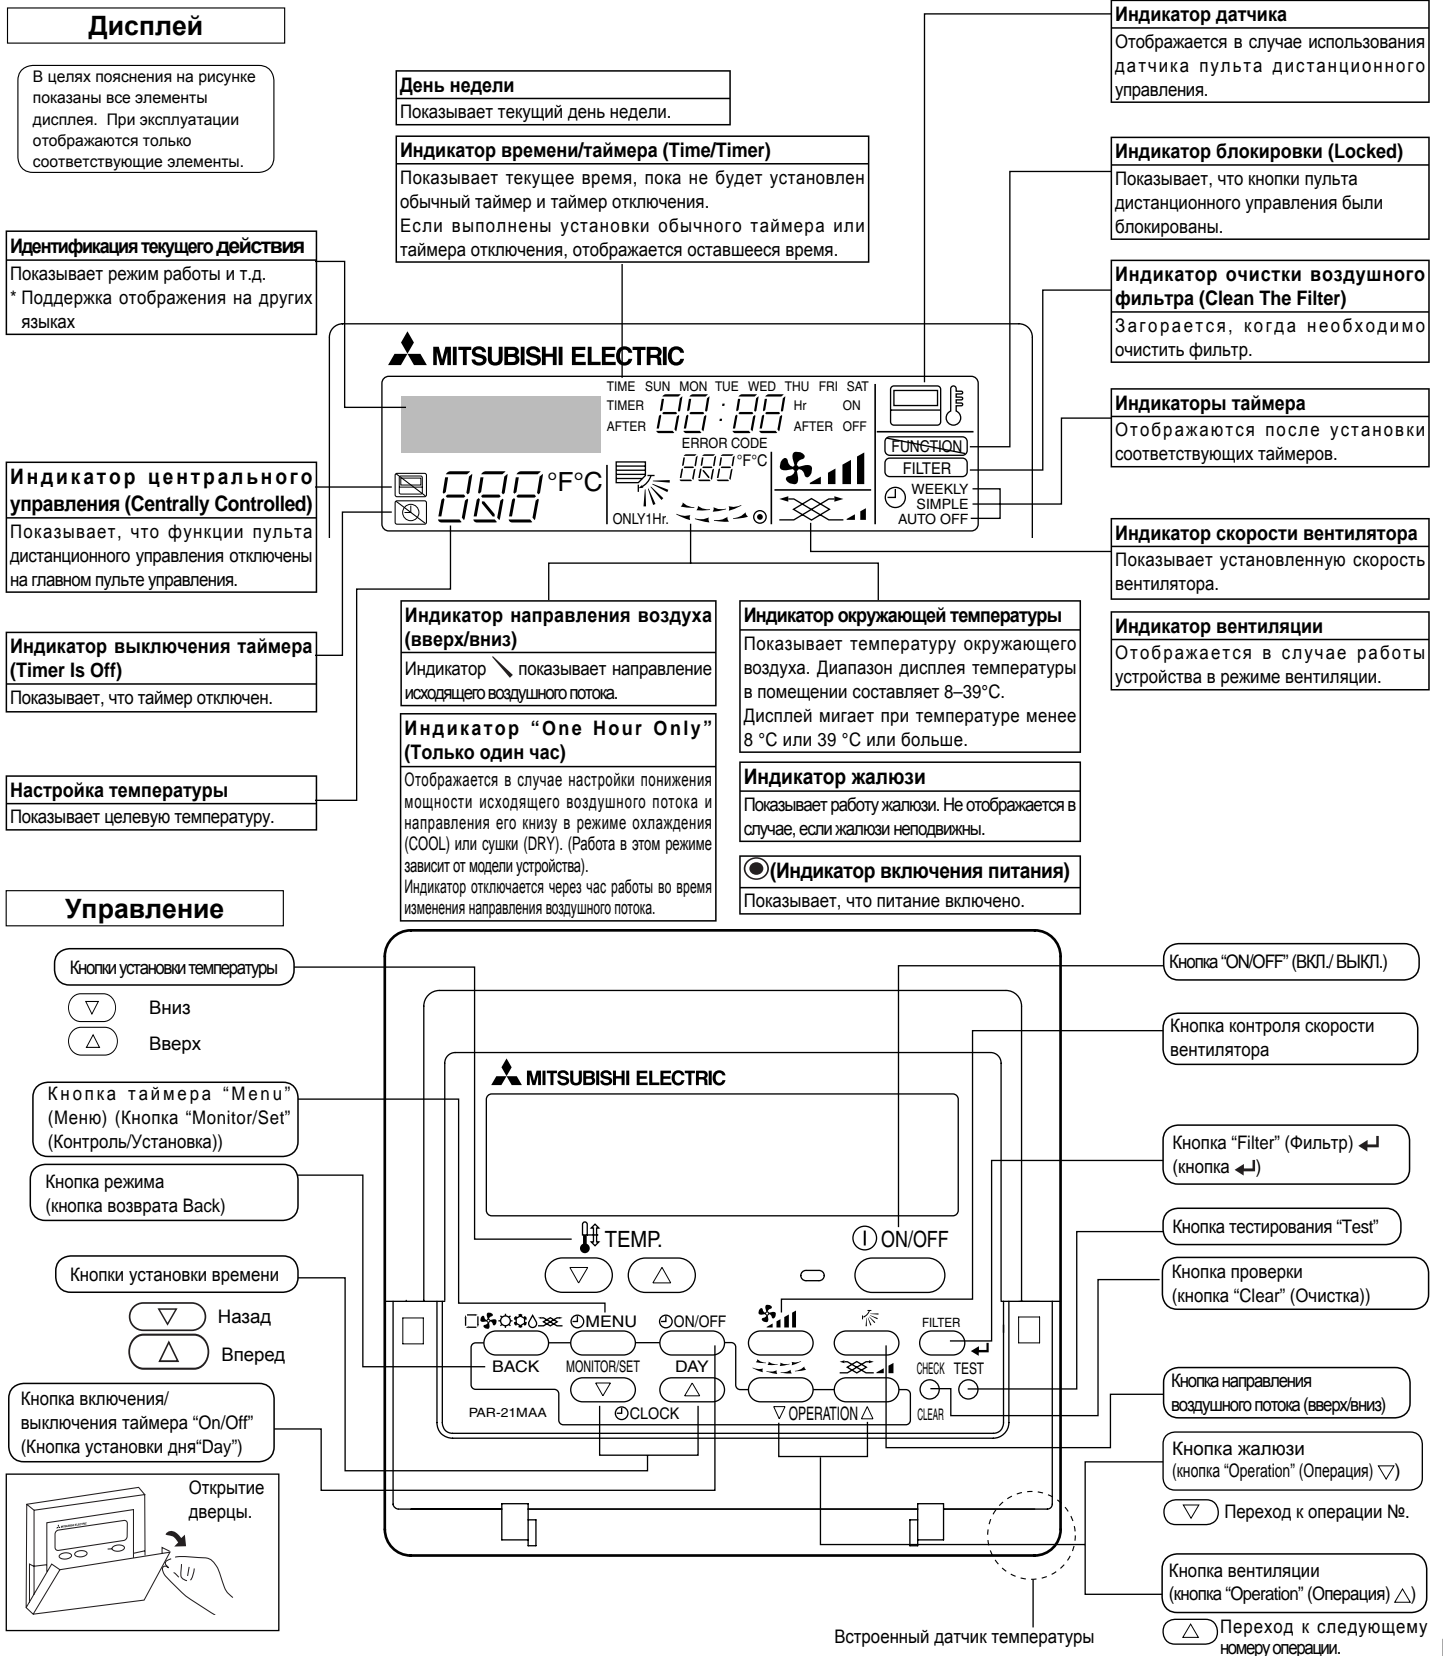 Дисплей
В целях пояснения на рисунке
показаны все элементы
дисплея. При эксплуатации
отображаются только
соответствующие элементы.
День недели
Показывает текущий день недели.
Индикатор времени/таймера (Time/Timer)
Показывает текущее время, пока не будет установлен
обычный таймер и таймер отключения.
Если выполнены установки обычного таймера или
таймера отключения, отображается оставшееся время.
Индикатор датчика
Отображается в случае использования
датчика пульта дистанционного
управления.
Индикатор блокировки (Locked)
Показывает, что кнопки пульта
дистанционного управления были
блокированы.
Идентификация текущего действия
Показывает режим работы и т.д.
* Поддержка отображения на других
языках
Индикатор очистки воздушного
фильтра (Clean The Filter)
Загорается, когда необходимо
очистить фильтр.
Индикаторы таймера
Отображаются после установки
соответствующих таймеров.
MITSUBISHI ELECTRIC
TIME SUN MON TUE WED THU FRI SAT
TIMER 88:88 Hr ON
AFTER AFTER OFF
ERROR CODE
888 °F°C
888 °F°C
ONLY1Hr.
FUNCTION
FILTER
WEEKLY
SIMPLE
AUTO OFF
Индикатор центрального
управления (Centrally Controlled)
Показывает, что функции пульта
дистанционного управления отключены
на главном пульте управления.
Индикатор выключения таймера
(Timer Is Off)
Показывает, что таймер отключен.
Настройка температуры
Показывает целевую температуру.
Индикатор направления воздуха
(вверх/вниз)
Индикатор показывает направление
исходящего воздушного потока.
Индикатор “One Hour Only”
(Только один час)
Отображается в случае настройки понижения
мощности исходящего воздушного потока и
направления его книзу в режиме охлаждения
(COOL) или сушки (DRY). (Работа в этом режиме
зависит от модели устройства).
Индикатор отключается через час работы во время
изменения направления воздушного потока.
Индикатор окружающей температуры
Показывает температуру окружающего
воздуха. Диапазон дисплея температуры
в помещении составляет 8–39°C.
Дисплей мигает при температуре менее
8 °C или 39 °C или больше.
Индикатор жалюзи
Показывает работу жалюзи. Не отображается в
случае, если жалюзи неподвижны.
(Индикатор включения питания)
Показывает, что питание включено.
Индикатор скорости вентилятора
Показывает установленную скорость
вентилятора.
Индикатор вентиляции
Отображается в случае работы
устройства в режиме вентиляции.
Управление
Кнопки установки температуры
▽ Вниз
△ Вверх
Кнопка таймера “Menu”
(Меню) (Кнопка “Monitor/Set”
(Контроль/Установка))
Кнопка режима
(кнопка возврата Back)
Кнопки установки времени
▽ Назад
△ Вперед
Кнопка включения/
выключения таймера “On/Off”
(Кнопка установки дня“Day”)
Открытие
дверцы.
MITSUBISHI ELECTRIC
TEMP.
ON/OFF
▽ △
MENU
ON/OFF
FILTER
BACK
MONITOR/SET
DAY
CHECK TEST
▽ △
PAR-21MAA
CLOCK
▽ OPERATION △
CLEAR
Кнопка “ON/OFF” (ВКЛ./ ВЫКЛ.)
Кнопка контроля скорости
вентилятора
Кнопка “Filter” (Фильтр) ↵
(кнопка ↵)
Кнопка тестирования “Test”
Кнопка проверки
(кнопка “Clear” (Очистка))
Кнопка направления
воздушного потока (вверх/вниз)
Кнопка жалюзи
(кнопка “Operation” (Операция) ▽)
▽ Переход к операции №.
Кнопка вентиляции
(кнопка “Operation” (Операция) △)
△ Переход к следующему
номеру операции.
Встроенный датчик температуры